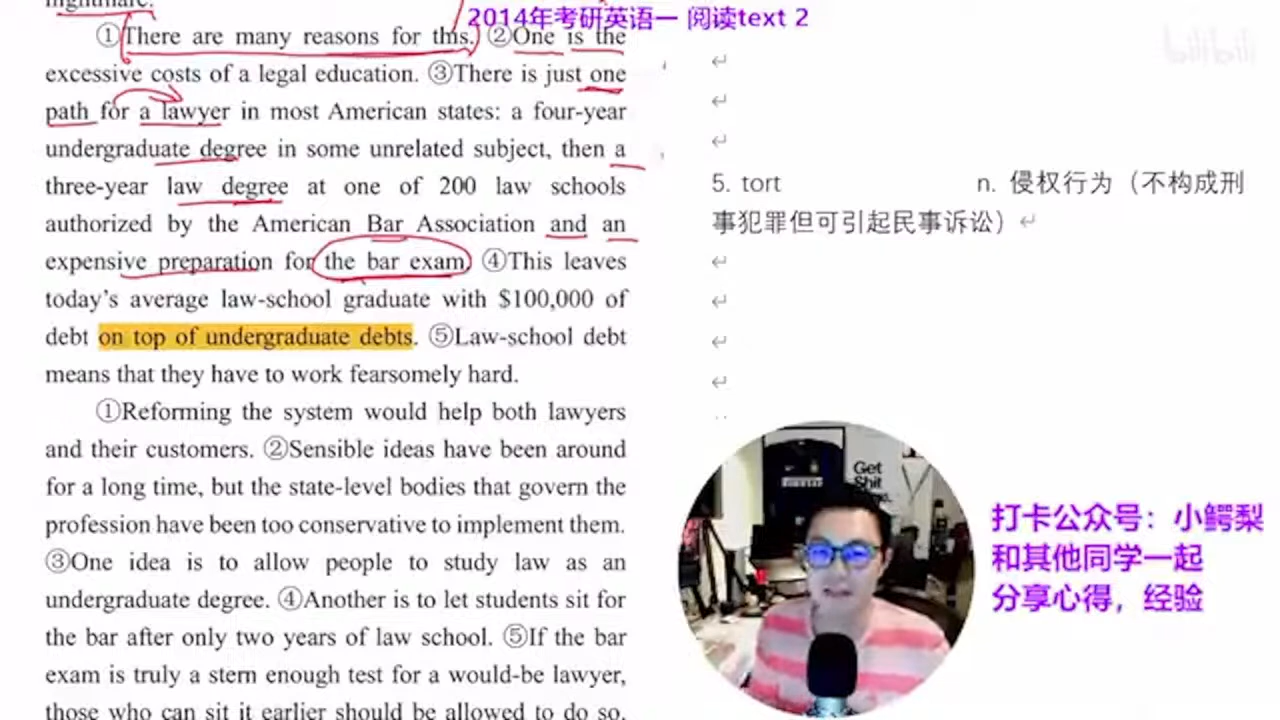 nightmare.
2014年考研英语一 阅读text 2
①There are many reasons for this. ②One is the
excessive costs of a legal education. ③There is just one
path for a lawyer in most American states: a four-year
undergraduate degree in some unrelated subject, then a
three-year law degree at one of 200 law schools
authorized by the American Bar Association and an
expensive preparation for the bar exam. ④This leaves
today's average law-school graduate with $100,000 of
debt on top of undergraduate debts. ⑤Law-school debt
means that they have to work fearsomely hard.
①Reforming the system would help both lawyers
and their customers. ②Sensible ideas have been around
for a long time, but the state-level bodies that govern the
profession have been too conservative to implement them.
③One idea is to allow people to study law as an
undergraduate degree. ④Another is to let students sit for
the bar after only two years of law school. ⑤If the bar
exam is truly a stern enough test for a would-be lawyer,
those who can sit it earlier should be allowed to do so.
bilibili
5. tort n. 侵权行为（不构成刑
事犯罪但可引起民事诉讼）
Get
Shit
打卡公众号：小鳄梨
和其他同学一起
分享心得，经验